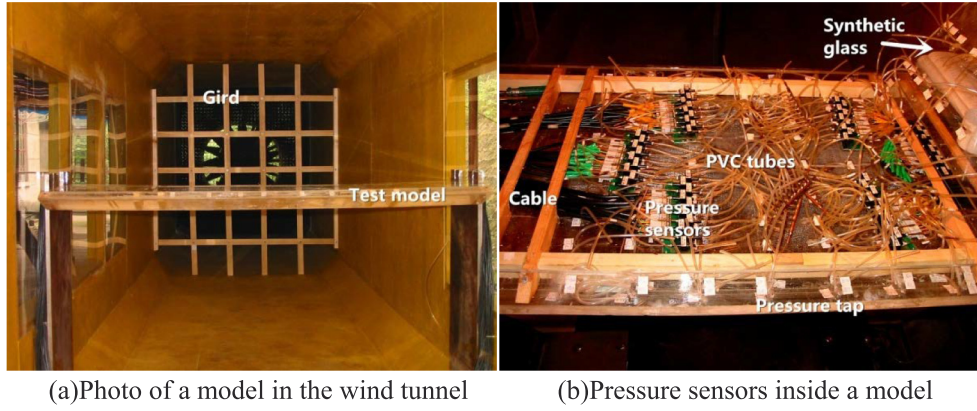 Gird
Test model
Synthetic
glass
PVC tubes
Cable
Pressure
sensors
Pressure tap
(a)Photo of a model in the wind tunnel
(b)Pressure sensors inside a model